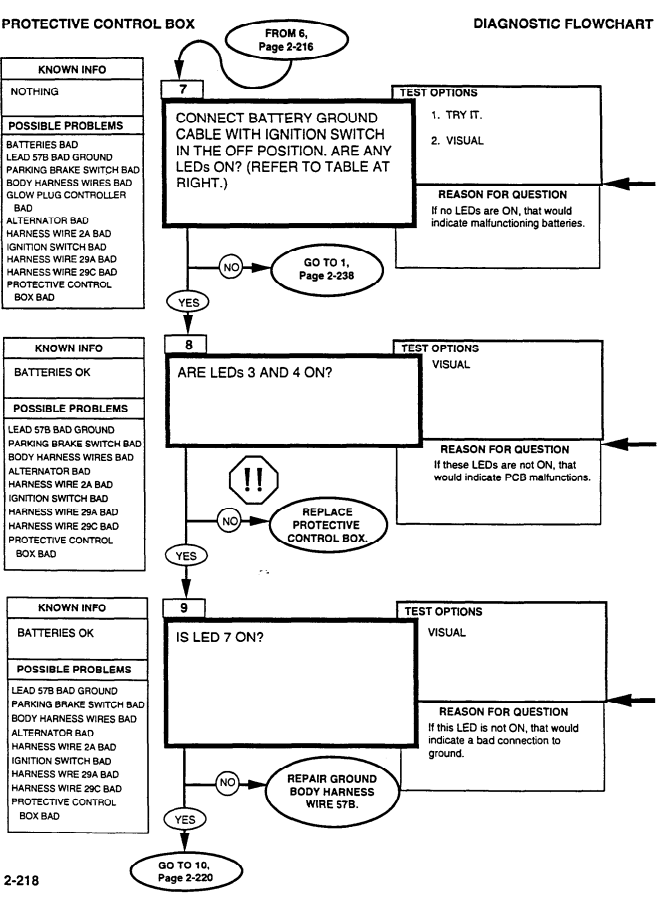 PROTECTIVE CONTROL BOX
DIAGNOSTIC FLOWCHART
FROM 6,
Page 2-216
KNOWN INFO
NOTHING
POSSIBLE PROBLEMS
BATTERIES BAD
LEAD 57B BAD GROUND
PARKING BRAKE SWITCH BAD
BODY HARNESS WIRES BAD
GLOW PLUG CONTROLLER
BAD
ALTERNATOR BAD
HARNESS WIRE 2A BAD
IGNITION SWITCH BAD
HARNESS WIRE 29A BAD
HARNESS WIRE 29C BAD
PROTECTIVE CONTROL
BOX BAD
7
CONNECT BATTERY GROUND
CABLE WITH IGNITION SWITCH
IN THE OFF POSITION. ARE ANY
LEDs ON? (REFER TO TABLE AT
RIGHT.)
TEST OPTIONS
1. TRY IT.
2. VISUAL
REASON FOR QUESTION
If no LEDs are ON, that would
indicate malfunctioning batteries.
NO
GO TO 1,
Page 2-238
YES
KNOWN INFO
BATTERIES OK
POSSIBLE PROBLEMS
LEAD 57B BAD GROUND
PARKING BRAKE SWITCH BAD
BODY HARNESS WIRES BAD
ALTERNATOR BAD
HARNESS WIRE 2A BAD
IGNITION SWITCH BAD
HARNESS WIRE 29A BAD
HARNESS WIRE 29C BAD
PROTECTIVE CONTROL
BOX BAD
8
ARE LEDs 3 AND 4 ON?
TEST OPTIONS
VISUAL
REASON FOR QUESTION
If these LEDs are not ON, that
would indicate PCB malfunctions.
!!
NO
REPLACE
PROTECTIVE
CONTROL BOX.
YES
KNOWN INFO
BATTERIES OK
POSSIBLE PROBLEMS
LEAD 57B BAD GROUND
PARKING BRAKE SWITCH BAD
BODY HARNESS WIRES BAD
ALTERNATOR BAD
HARNESS WIRE 2A BAD
IGNITION SWITCH BAD
HARNESS WIRE 29A BAD
HARNESS WIRE 29C BAD
PROTECTIVE CONTROL
BOX BAD
9
IS LED 7 ON?
TEST OPTIONS
VISUAL
REASON FOR QUESTION
If this LED is not ON, that would
indicate a bad connection to
ground.
NO
REPAIR GROUND
BODY HARNESS
WIRE 57B.
YES
GO TO 10,
Page 2-220
2-218